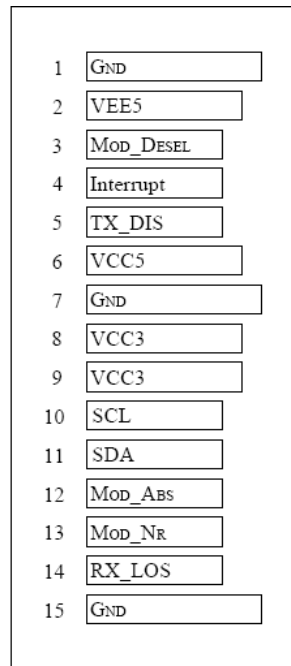 1 GND
2 VEE5
3 MOD_DESEL
4 Interrupt
5 TX_DIS
6 VCC5
7 GND
8 VCC3
9 VCC3
10 SCL
11 SDA
12 MOD_ABS
13 MOD_NR
14 RX_LOS
15 GND